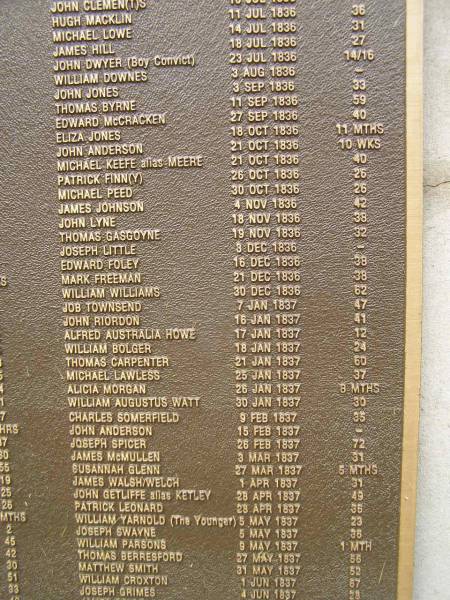 JOHN CLEMEN(T)S JUL 1836
HUGH MACKLIN 11 JUL 1836 36
MICHAEL LOWE 14 JUL 1836 31
JAMES HILL 18 JUL 1836 27
JOHN DWYER (Boy Convict) 23 JUL 1836 14/16
WILLIAM DOWNES 3 AUG 1836 –
JOHN JONES 3 SEP 1836 33
THOMAS BYRNE 11 SEP 1836 59
EDWARD McCRACKEN 27 SEP 1836 40
ELIZA JONES 18 OCT 1836 11 MTHS
JOHN ANDERSON 21 OCT 1836 10 WKS
MICHAEL KEEFE alias MEERE 21 OCT 1836 40
PATRICK FINN(Y) 26 OCT 1836 26
MICHAEL PEED 30 OCT 1836 26
JAMES JOHNSON 4 NOV 1836 42
JOHN LYNE 18 NOV 1836 38
THOMAS GASGOYNE 19 NOV 1836 32
JOSEPH LITTLE 3 DEC 1836 –
EDWARD FOLEY 16 DEC 1836 38
MARK FREEMAN 21 DEC 1836 38
WILLIAM WILLIAMS 30 DEC 1836 62
JOB TOWNSEND 7 JAN 1837 47
JOHN RIORDON 16 JAN 1837 41
ALFRED AUSTRALIA HOWE 17 JAN 1837 12
WILLIAM BOLGER 18 JAN 1837 24
THOMAS CARPENTER 21 JAN 1837 60
MICHAEL LAWLESS 25 JAN 1837 37
ALICIA MORGAN 26 JAN 1837 8 MTHS
WILLIAM AUGUSTUS WATT 30 JAN 1837 30
CHARLES SOMERFIELD 9 FEB 1837 35
JOHN ANDERSON 15 FEB 1837 –
JOSEPH SPICER 26 FEB 1837 72
JAMES McMULLEN 3 MAR 1837 31
SUSANNAH GLENN 27 MAR 1837 5 MTHS
JAMES WALSH/WELCH 1 APR 1837 31
JOHN GETLIFFE alias KETLEY 28 APR 1837 49
PATRICK LEONARD 28 APR 1837 36
WILLIAM YARNOLD (The Younger) 5 MAY 1837 23
JOSEPH SWAYNE 5 MAY 1837 36
WILLIAM PARSONS 9 MAY 1837 1 MTH
THOMAS BERRESFORD 27 MAY 1837 56
MATTHEW SMITH 31 MAY 1837 52
WILLIAM CROXTON 1 JUN 1837 67
JOSEPH GRIMES 4 JUN 1837 28